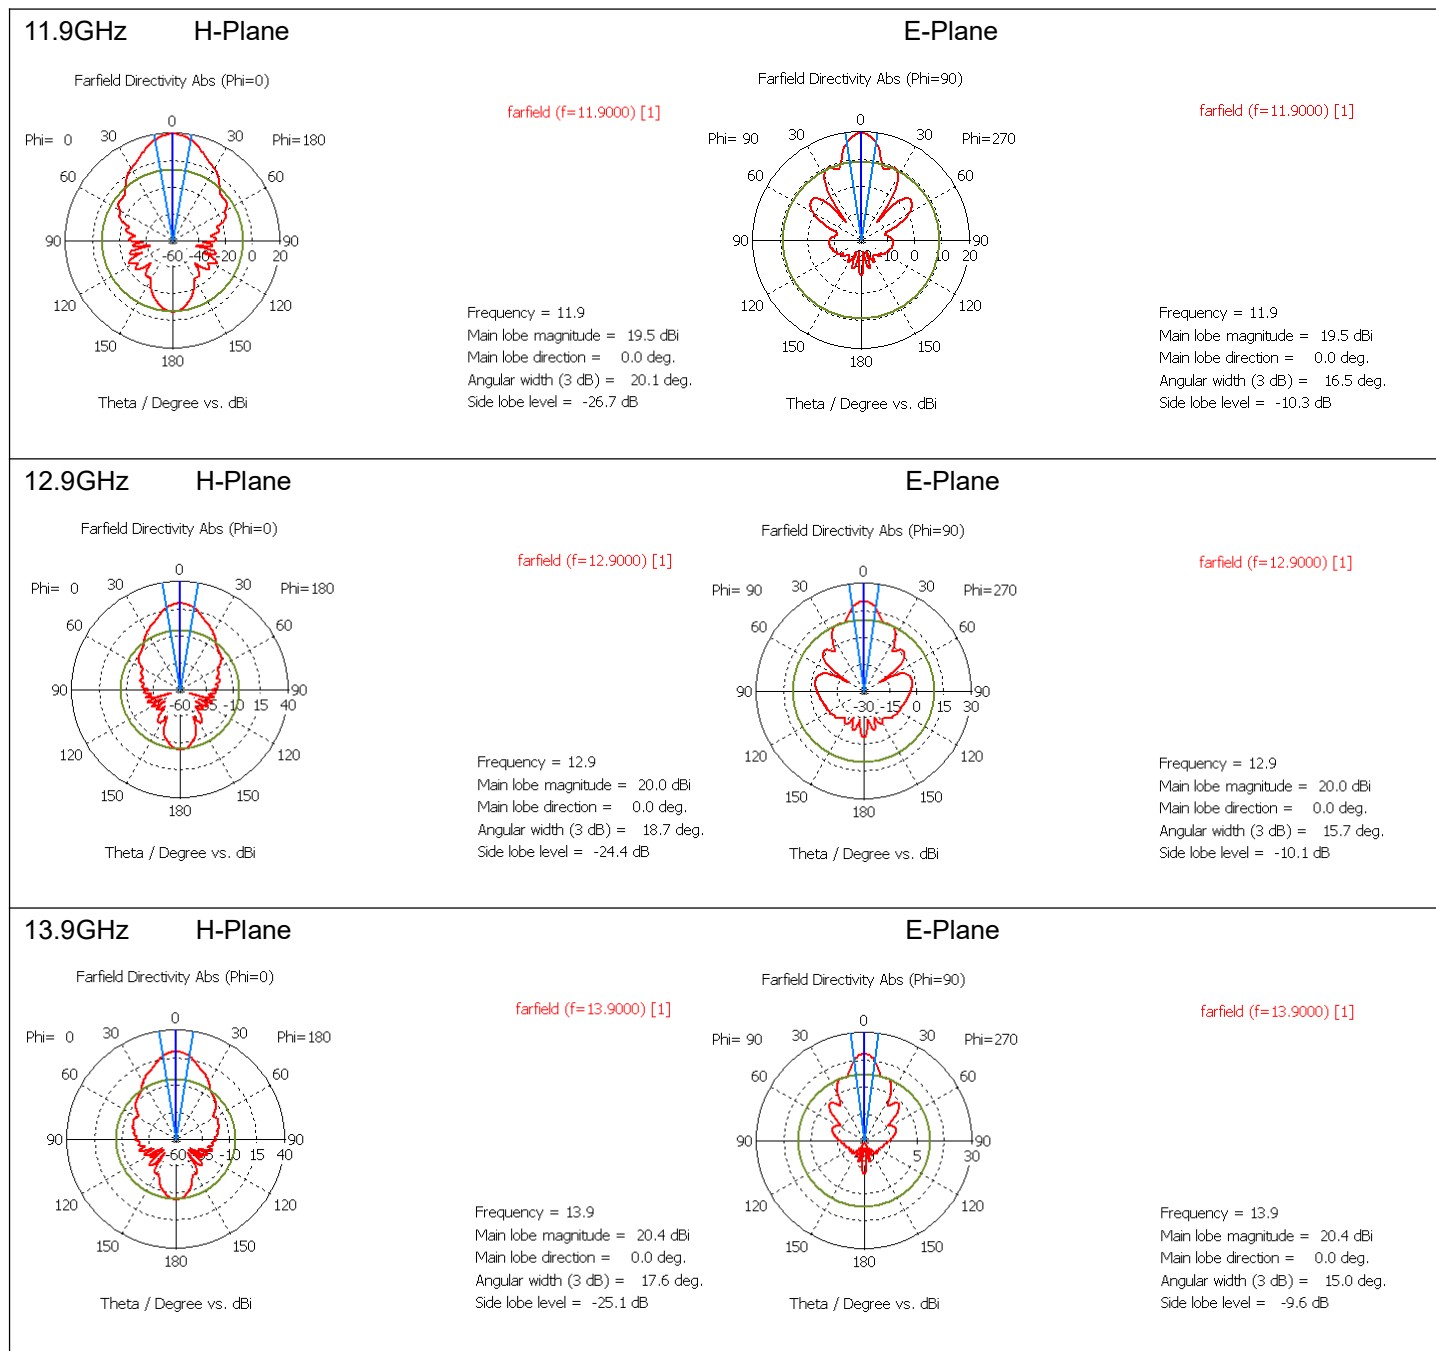 11.9GHz H-Plane E-Plane
Farfield Directivity Abs (Phi=0)
farfield (f=11.9000) [1]
0
30 30
Phi= 0 Phi=180
60 60
90 90
-60 -40 -20 0 20
120 120
150 150
180
Theta / Degree vs. dBi
Frequency = 11.9
Main lobe magnitude = 19.5 dBi
Main lobe direction = 0.0 deg.
Angular width (3 dB) = 20.1 deg.
Side lobe level = -26.7 dB
Farfield Directivity Abs (Phi=90)
farfield (f=11.9000) [1]
0
30 30
Phi= 90 Phi=270
60 60
90 90
0 10 20
120 120
150 150
180
Theta / Degree vs. dBi
Frequency = 11.9
Main lobe magnitude = 19.5 dBi
Main lobe direction = 0.0 deg.
Angular width (3 dB) = 16.5 deg.
Side lobe level = -10.3 dB
12.9GHz H-Plane E-Plane
Farfield Directivity Abs (Phi=0)
farfield (f=12.9000) [1]
0
30 30
Phi= 0 Phi=180
60 60
90 90
-60 -10 15 40
120 120
150 150
180
Theta / Degree vs. dBi
Frequency = 12.9
Main lobe magnitude = 20.0 dBi
Main lobe direction = 0.0 deg.
Angular width (3 dB) = 18.7 deg.
Side lobe level = -24.4 dB
Farfield Directivity Abs (Phi=90)
farfield (f=12.9000) [1]
0
30 30
Phi= 90 Phi=270
60 60
90 90
-30 -15 0 15 30
120 120
150 150
180
Theta / Degree vs. dBi
Frequency = 12.9
Main lobe magnitude = 20.0 dBi
Main lobe direction = 0.0 deg.
Angular width (3 dB) = 15.7 deg.
Side lobe level = -10.1 dB
13.9GHz H-Plane E-Plane
Farfield Directivity Abs (Phi=0)
farfield (f=13.9000) [1]
0
30 30
Phi= 0 Phi=180
60 60
90 90
-60 -10 15 40
120 120
150 150
180
Theta / Degree vs. dBi
Frequency = 13.9
Main lobe magnitude = 20.4 dBi
Main lobe direction = 0.0 deg.
Angular width (3 dB) = 17.6 deg.
Side lobe level = -25.1 dB
Farfield Directivity Abs (Phi=90)
farfield (f=13.9000) [1]
0
30 30
Phi= 90 Phi=270
60 60
90 90
5 30
120 120
150 150
180
Theta / Degree vs. dBi
Frequency = 13.9
Main lobe magnitude = 20.4 dBi
Main lobe direction = 0.0 deg.
Angular width (3 dB) = 15.0 deg.
Side lobe level = -9.6 dB